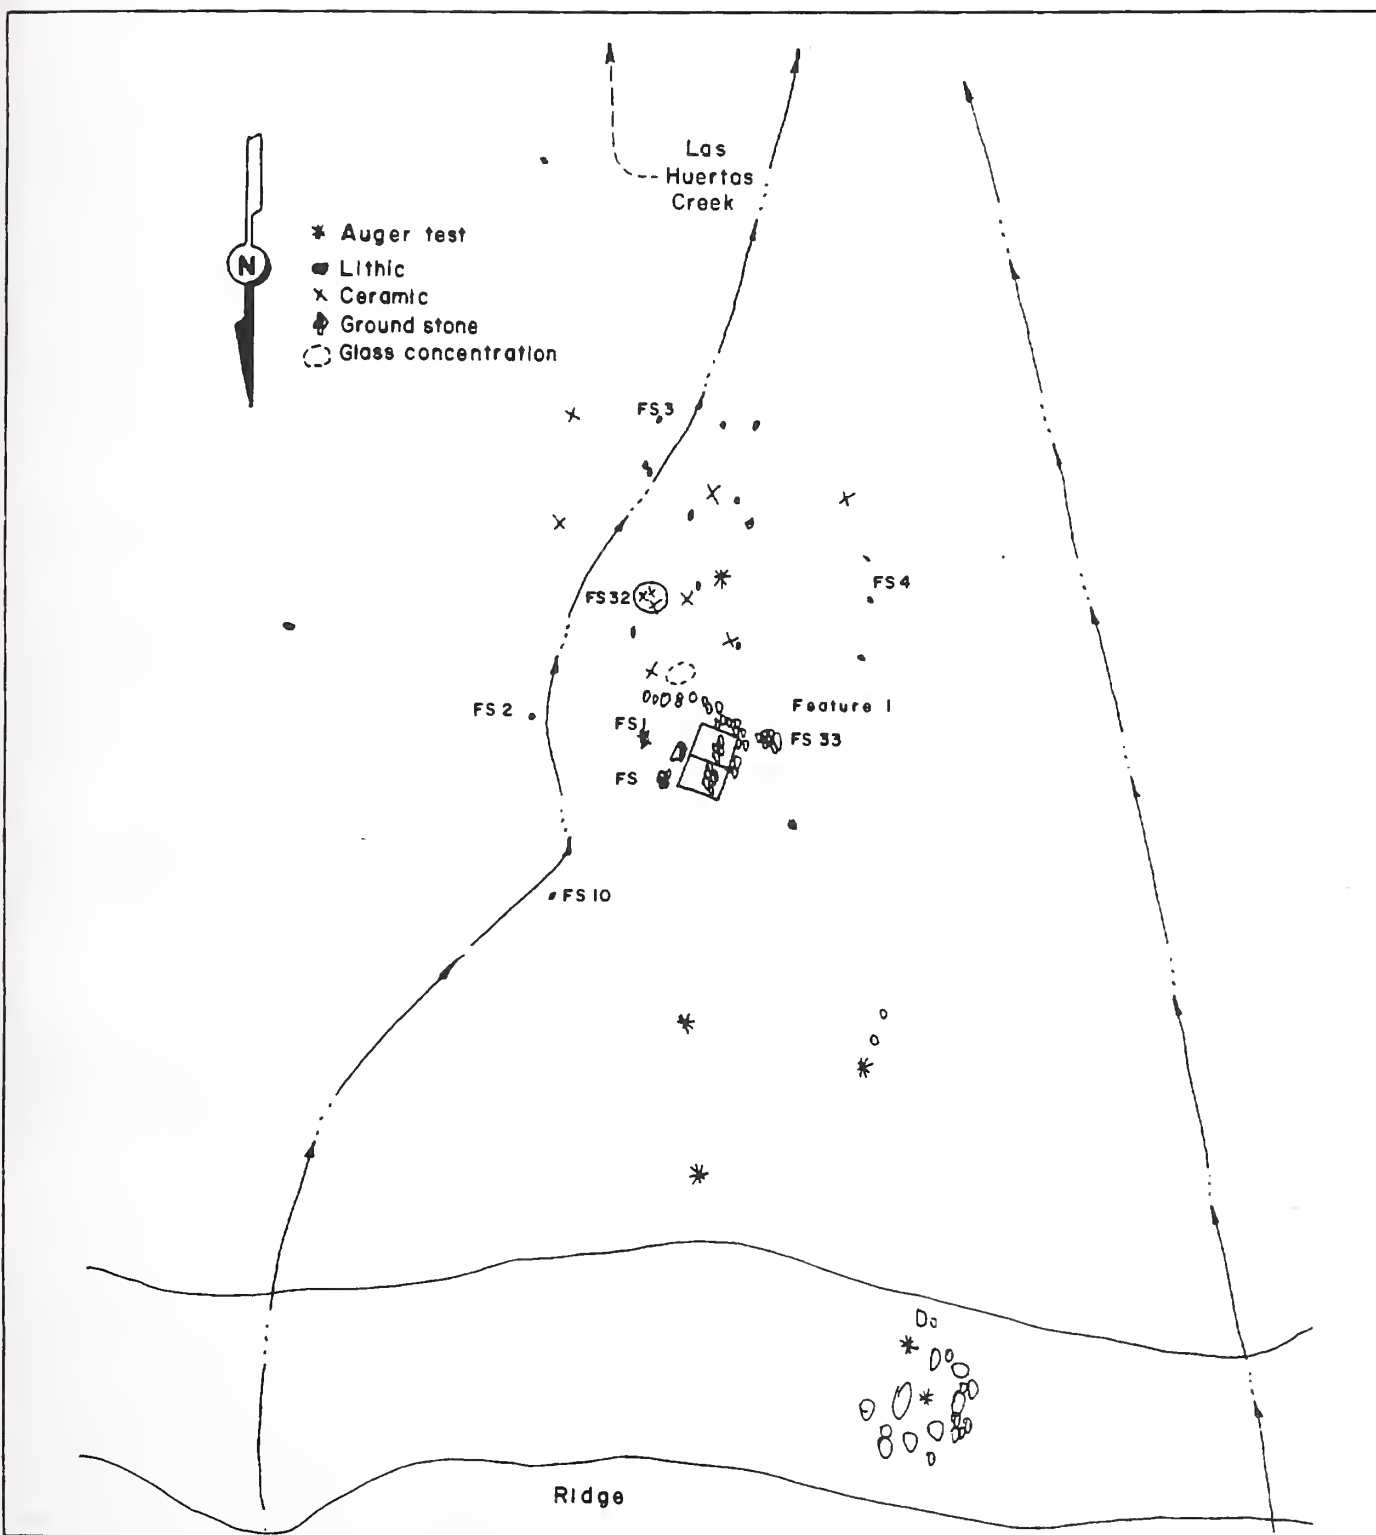 Las
Huertas
Creek
N
Auger test
Lithic
Ceramic
Ground stone
Glass concentration
FS 3
FS 4
FS 32
FS 2
Feature 1
FS 1
FS 33
FS
FS 10
Ridge